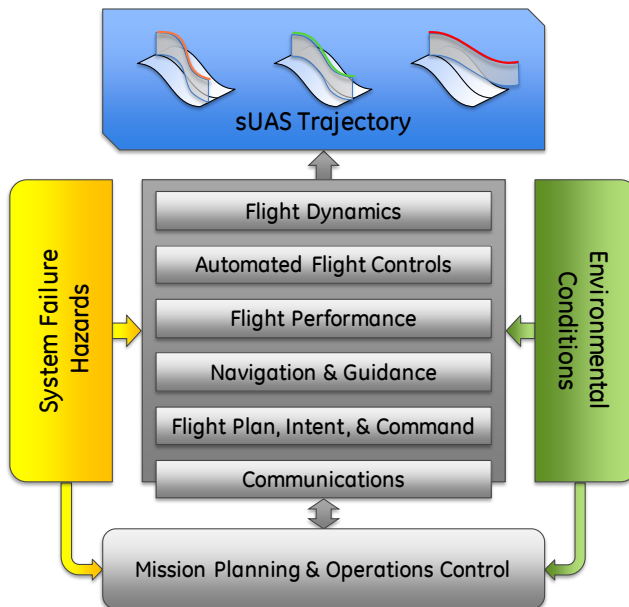 sUAS Trajectory
System Failure
Hazards
Flight Dynamics
Automated Flight Controls
Flight Performance
Navigation & Guidance
Flight Plan, Intent, & Command
Communications
Environmental
Conditions
Mission Planning & Operations Control